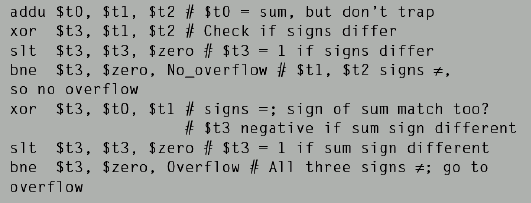 addu $t0, $t1, $t2 # $t0 = sum, but don't trap
xor $t3, $t1, $t2 # Check if signs differ
slt $t3, $t3, $zero # $t3 = 1 if signs differ
bne $t3, $zero, No_overflow # $t1, $t2 signs ≠,
so no overflow
xor $t3, $t0, $t1 # signs =; sign of sum match too?
# $t3 negative if sum sign different
slt $t3, $t3, $zero # $t3 = 1 if sum sign different
bne $t3, $zero, Overflow # All three signs ≠; go to
overflow